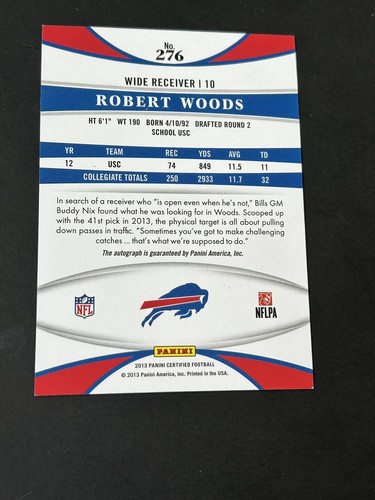 No.
276
WIDE RECEIVER | 10
ROBERT WOODS
HT 6'1" WT 190 BORN 4/10/92 DRAFTED ROUND 2
SCHOOL USC
YR TEAM REC YDS AVG TD
12 USC 74 849 11.5 11
COLLEGIATE TOTALS 250 2933 11.7 32
In search of a receiver who "is open even when he's not," Bills GM
Buddy Nix found what he was looking for in Woods. Scooped up
with the 41st pick in 2013, the physical target is all about pulling
down passes in traffic. "Sometimes you've got to make challenging
catches ... that's what we're supposed to do."
The autograph is guaranteed by Panini America, Inc.
NFL
NFLPA
PANINI
2013 PANINI CERTIFIED FOOTBALL
© 2013 Panini America, Inc. Printed in the USA.